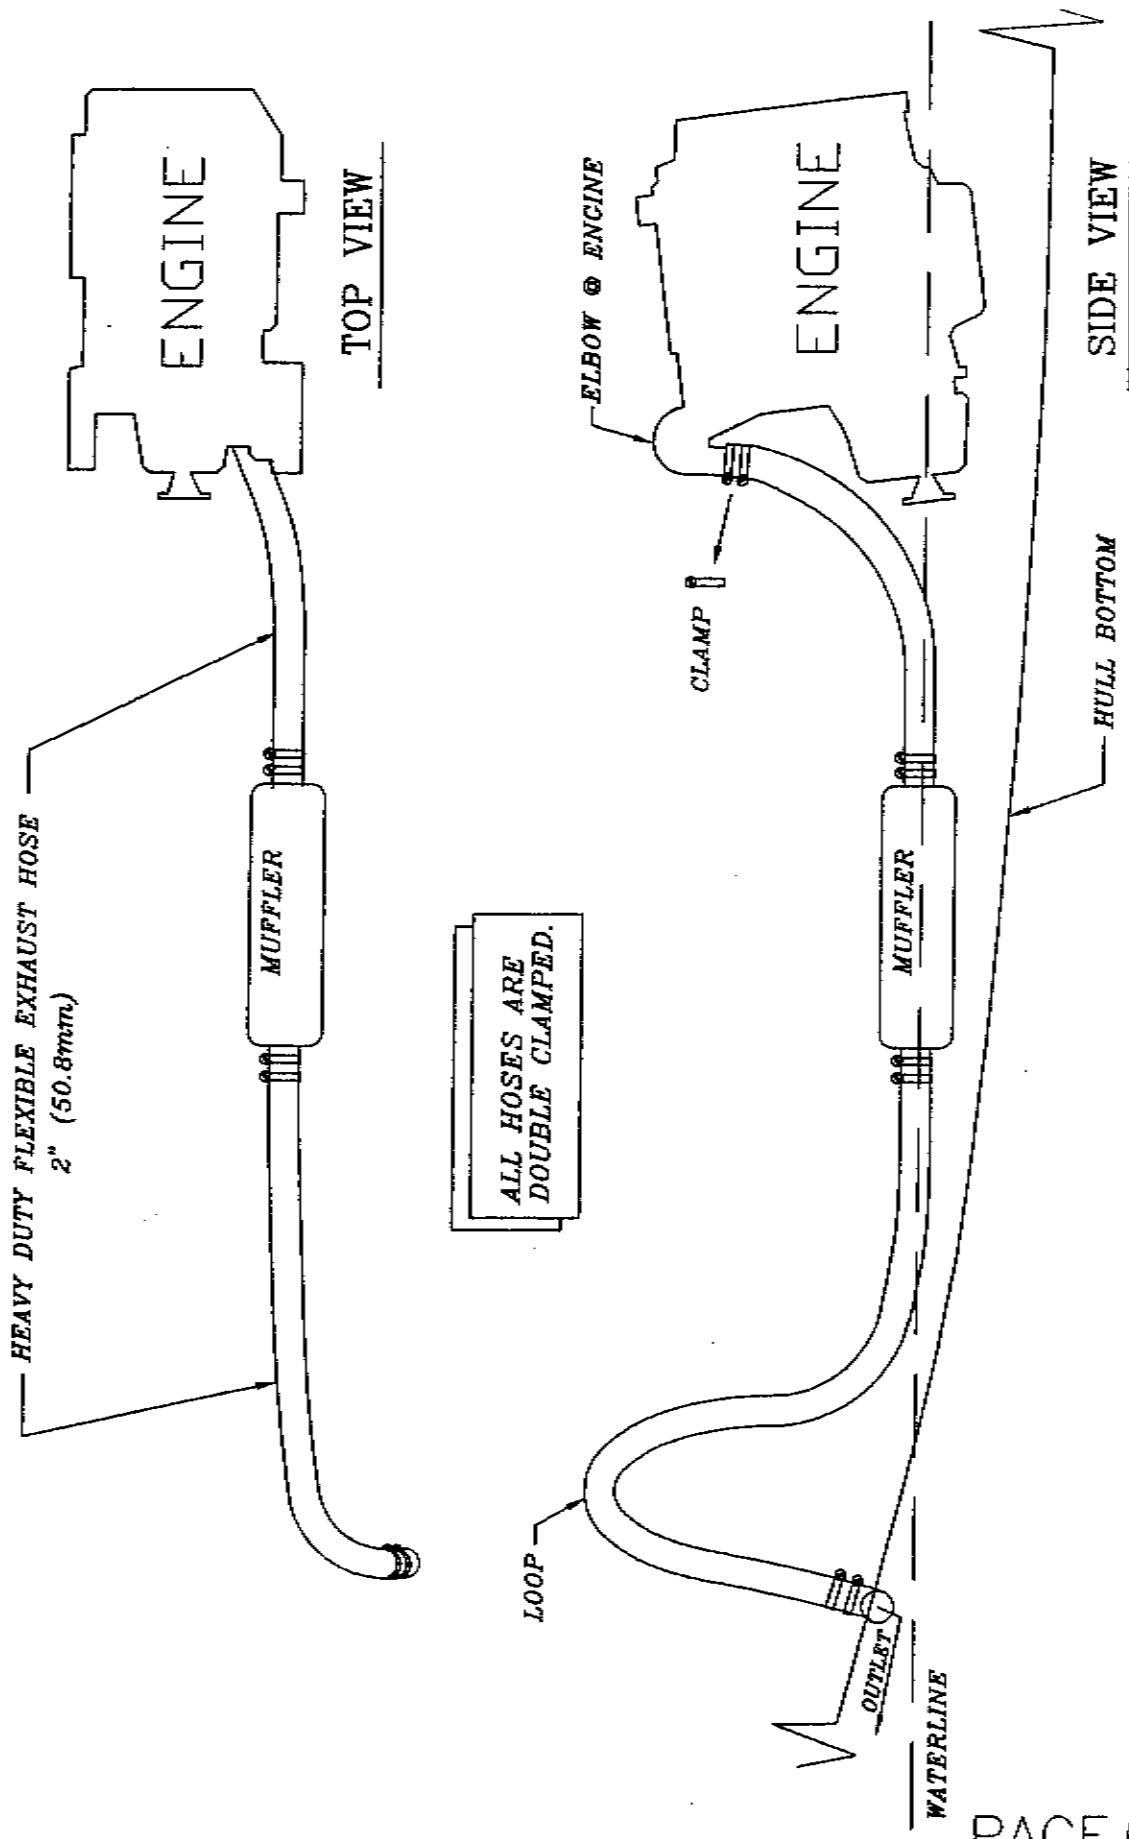 HEAVY DUTY FLEXIBLE EXHAUST HOSE
2" (50.8mm)
MUFFLER
ENGINE
TOP VIEW
ALL HOSES ARE
DOUBLE CLAMPED.
LOOP
CLAMP
ELBOW @ ENGINE
ENGINE
MUFFLER
OUTLET
WATERLINE
HULL BOTTOM
SIDE VIEW
PAGE